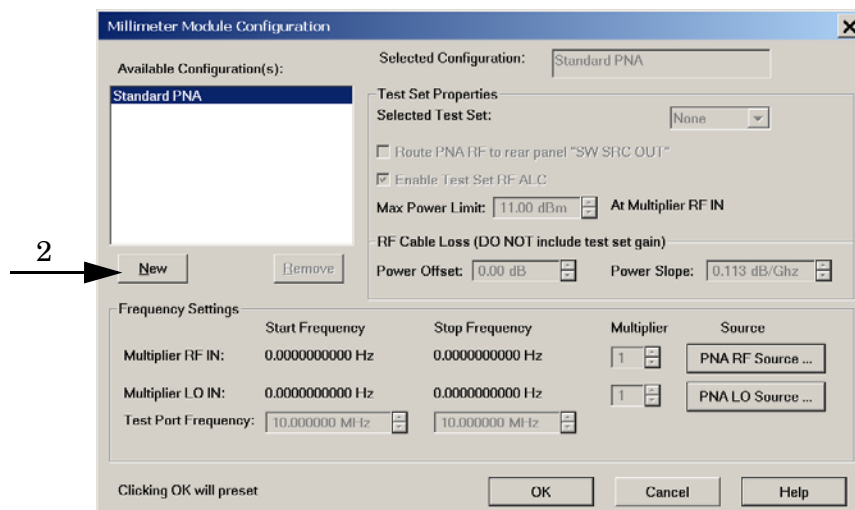 Millimeter Module Configuration
Available Configuration(s):
Selected Configuration: Standard PNA
Standard PNA
Test Set Properties
Selected Test Set: None
Route PNA RF to rear panel "SW SRC OUT"
Enable Test Set RF ALC
Max Power Limit: 11.00 dBm At Multiplier RF IN
RF Cable Loss (DO NOT include test set gain)
2
New Remove
Power Offset: 0.00 dB Power Slope: 0.113 dB/Ghz
Frequency Settings
Start Frequency Stop Frequency Multiplier Source
Multiplier RF IN: 0.0000000000 Hz 0.0000000000 Hz 1 PNA RF Source ...
Multiplier LO IN: 0.0000000000 Hz 0.0000000000 Hz 1 PNA LO Source ...
Test Port Frequency: 10.000000 MHz 10.000000 MHz
Clicking OK will preset
OK Cancel Help